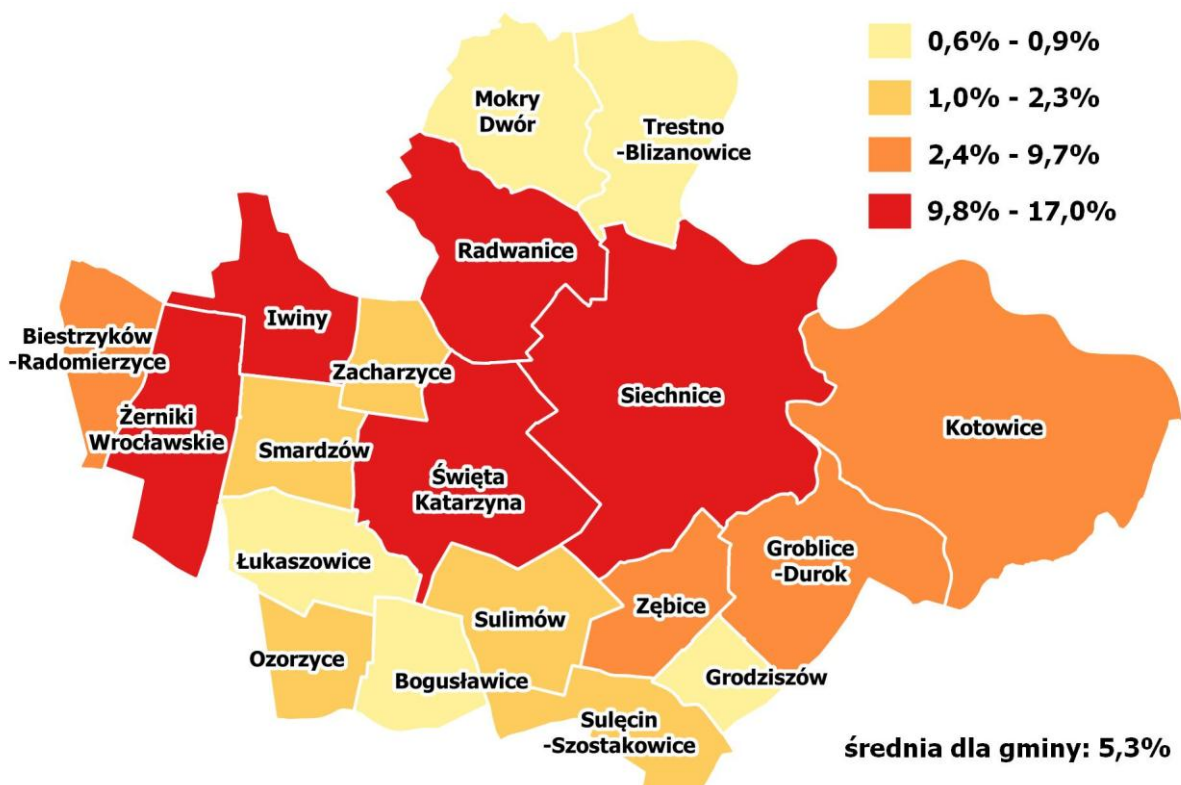 0,6% - 0,9%
1,0% - 2,3%
2,4% - 9,7%
9,8% - 17,0%
Mokry
Dwór
Trestno
-Blizanowice
Radwanice
Iwiny
Biestrzyków
-Radomierzyce
Zacharzyce
Siechnice
Żerniki
Wrocławskie
Kotowice
Smardzów
Święta
Katarzyna
Łukaszowice
Groblice
-Durok
Zębice
Sulimów
Ozorzyce
Bogusławice
Grodziszów
Sulęcin
-Szostakowice
średnia dla gminy: 5,3%